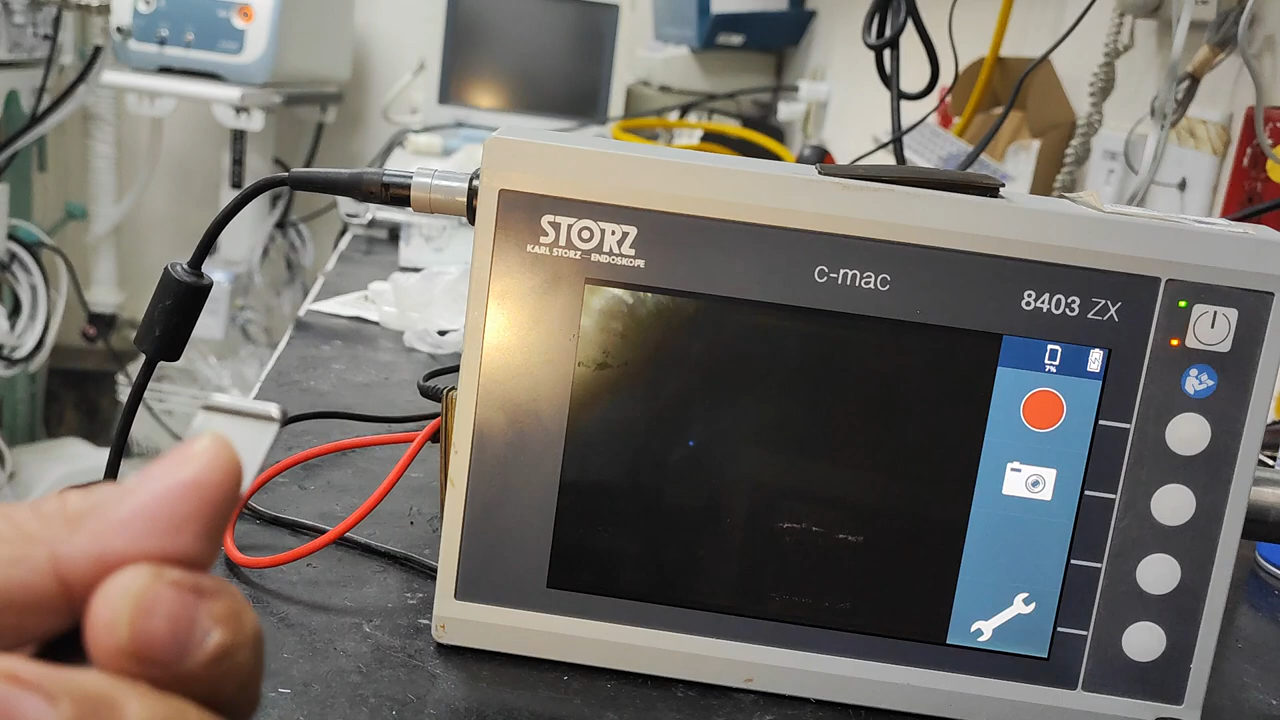 STORZ
KARL STORZ — ENDOSKOPE
c-mac
8403 ZX
7%